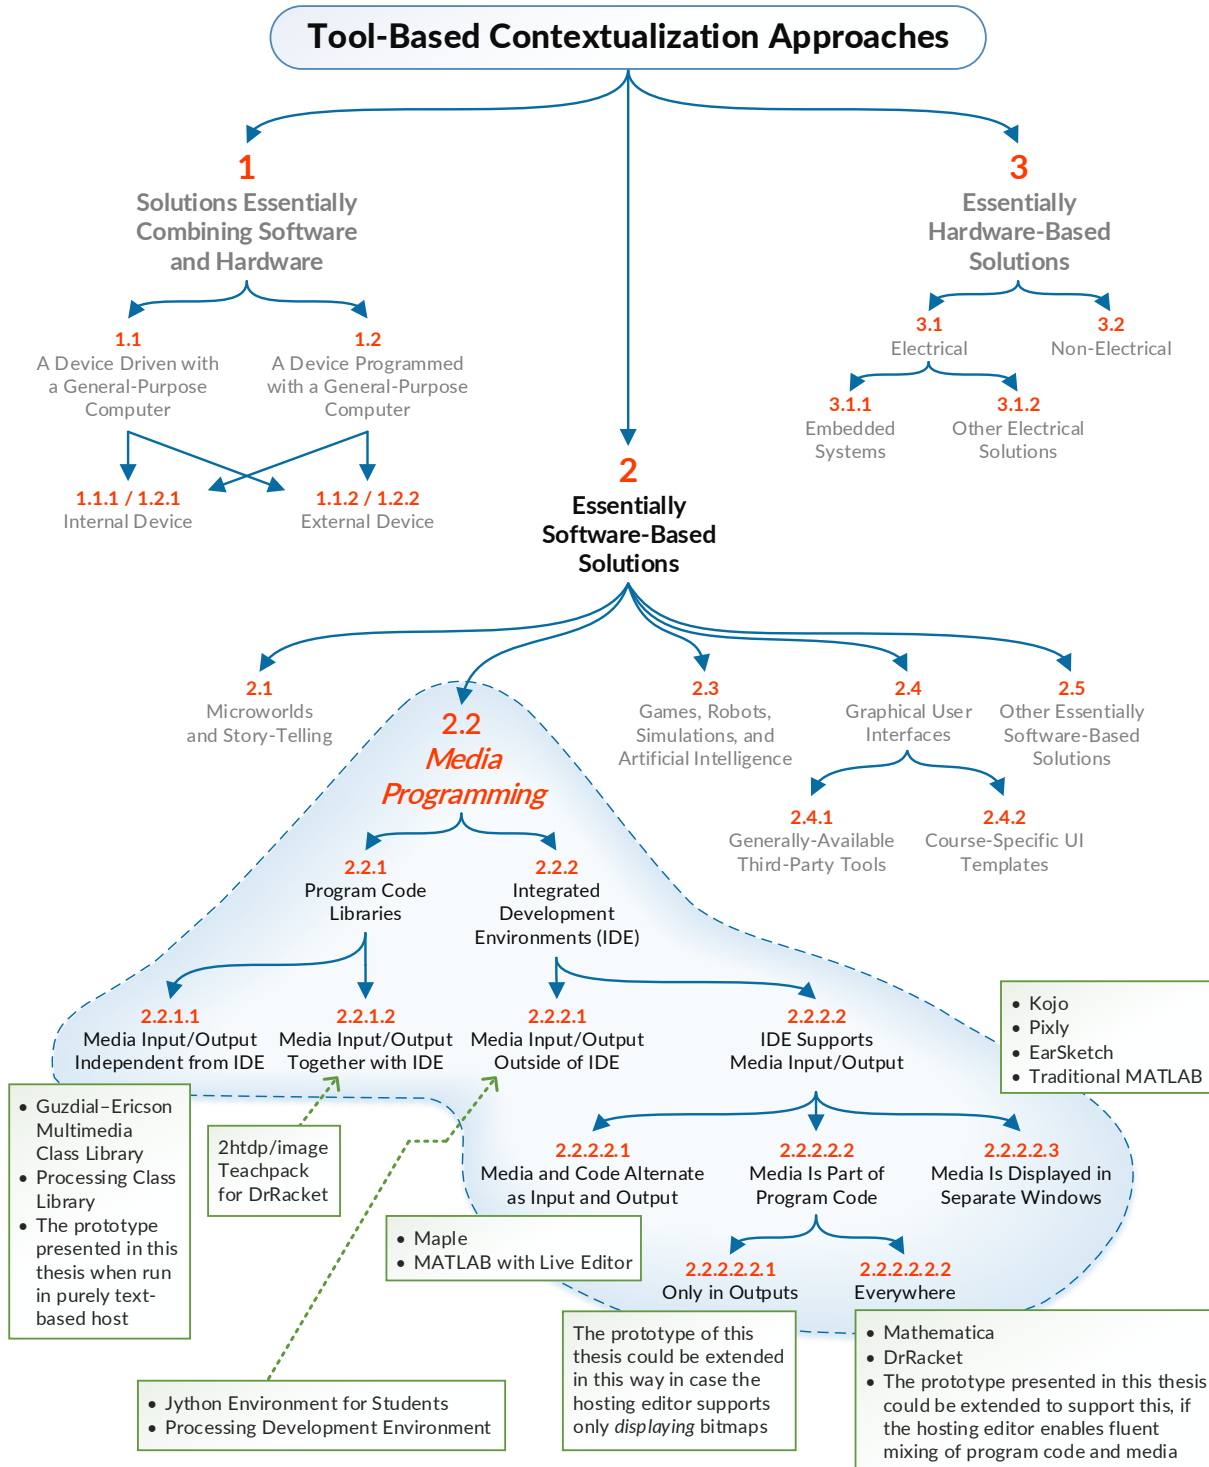 Tool-Based Contextualization Approaches
1
Solutions Essentially
Combining Software
and Hardware
3
Essentially
Hardware-Based
Solutions
1.1
A Device Driven with
a General-Purpose
Computer
1.2
A Device Programmed
with a General-Purpose
Computer
3.1
Electrical
3.2
Non-Electrical
3.1.1
Embedded
Systems
3.1.2
Other Electrical
Solutions
1.1.1 / 1.2.1
Internal Device
1.1.2 / 1.2.2
External Device
2
Essentially
Software-Based
Solutions
2.1
Microworlds
and Story-Telling
2.2
Media
Programming
2.3
Games, Robots,
Simulations, and
Artificial Intelligence
2.4
Graphical User
Interfaces
2.5
Other Essentially
Software-Based
Solutions
2.4.1
Generally-Available
Third-Party Tools
2.4.2
Course-Specific UI
Templates
2.2.1
Program Code
Libraries
2.2.2
Integrated
Development
Environments (IDE)
2.2.1.1
Media Input/Output
Independent from IDE
2.2.1.2
Media Input/Output
Together with IDE
2.2.2.1
Media Input/Output
Outside of IDE
2.2.2.2
IDE Supports
Media Input/Output
• Kojo
• Pixly
• EarSketch
• Traditional MATLAB
• Guzdial–Ericson
Multimedia
Class Library
• Processing Class
Library
• The prototype
presented in this
thesis when run
in purely text-
based host
2htdp/image
Teachpack
for DrRacket
2.2.2.2.1
Media and Code Alternate
as Input and Output
2.2.2.2.2
Media Is Part of
Program Code
2.2.2.2.3
Media Is Displayed in
Separate Windows
• Maple
• MATLAB with Live Editor
2.2.2.2.2.1
Only in Outputs
2.2.2.2.2.2
Everywhere
The prototype of this
thesis could be extended
in this way in case the
hosting editor supports
only displaying bitmaps
• Mathematica
• DrRacket
• The prototype presented in this thesis
could be extended to support this, if
the hosting editor enables fluent
mixing of program code and media
• Jython Environment for Students
• Processing Development Environment